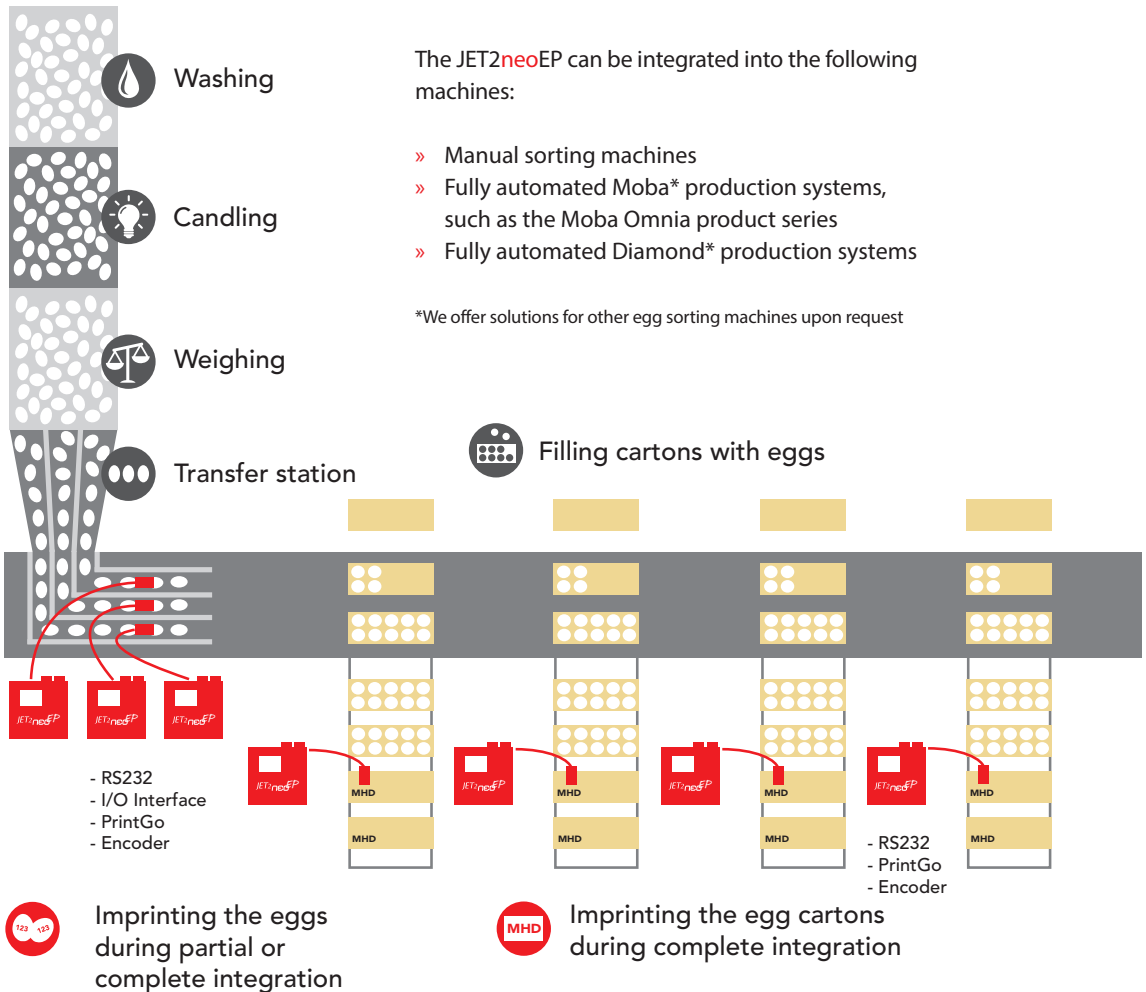 Washing
Candling
Weighing
Transfer station
The JET2neoEP can be integrated into the following
machines:
» Manual sorting machines
» Fully automated Moba* production systems,
such as the Moba Omnia product series
» Fully automated Diamond* production systems
*We offer solutions for other egg sorting machines upon request
Filling cartons with eggs
JET2neoEP
JET2neoEP
JET2neoEP
- RS232
- I/O Interface
- PrintGo
- Encoder
JET2neoEP
MHD
MHD
JET2neoEP
MHD
MHD
JET2neoEP
MHD
MHD
JET2neoEP
MHD
MHD
- RS232
- PrintGo
- Encoder
123 123
Imprinting the eggs
during partial or
complete integration
MHD
Imprinting the egg cartons
during complete integration